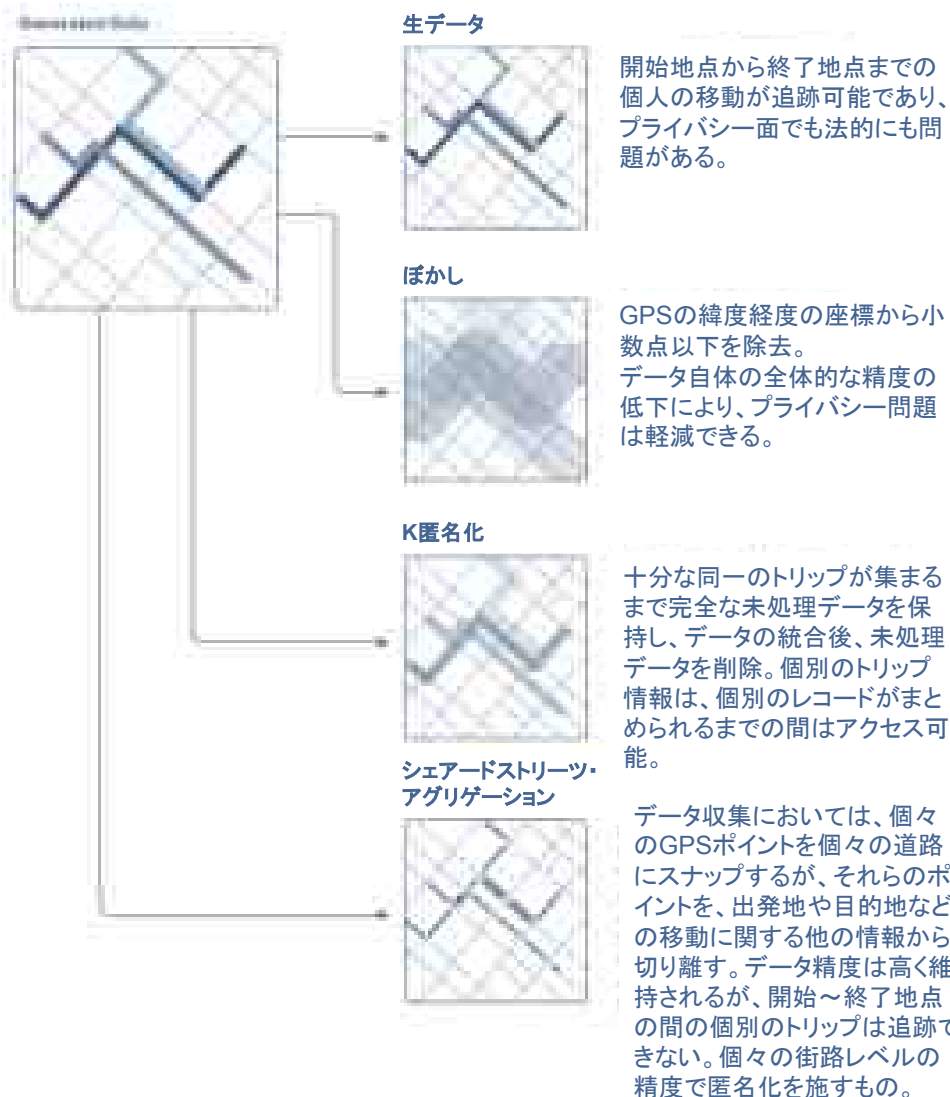 生データ
開始地点から終了地点までの
個人の移動が追跡可能であり、
プライバシー面でも法的にも問
題がある。
ぼかし
GPSの緯度経度の座標から小
数点以下を除去。
データ自体の全体的な精度の
低下により、プライバシー問題
は軽減できる。
K匿名化
十分な同一のトリップが集まる
まで完全な未処理データを保
持し、データの統合後、未処理
データを削除。個別のトリップ
情報は、個別のレコードがまと
められるまでの間はアクセス可
能。
シェアードストリーツ・
アグリゲーション
データ収集においては、個々
のGPSポイントを個々の道路
にスナップするが、それらのポ
イントを、出発地や目的地など
の移動に関する他の情報から
切り離す。データ精度は高く維
持されるが、開始～終了地点
の間の個別のトリップは追跡で
きない。個々の街路レベルの
精度で匿名化を施すもの。